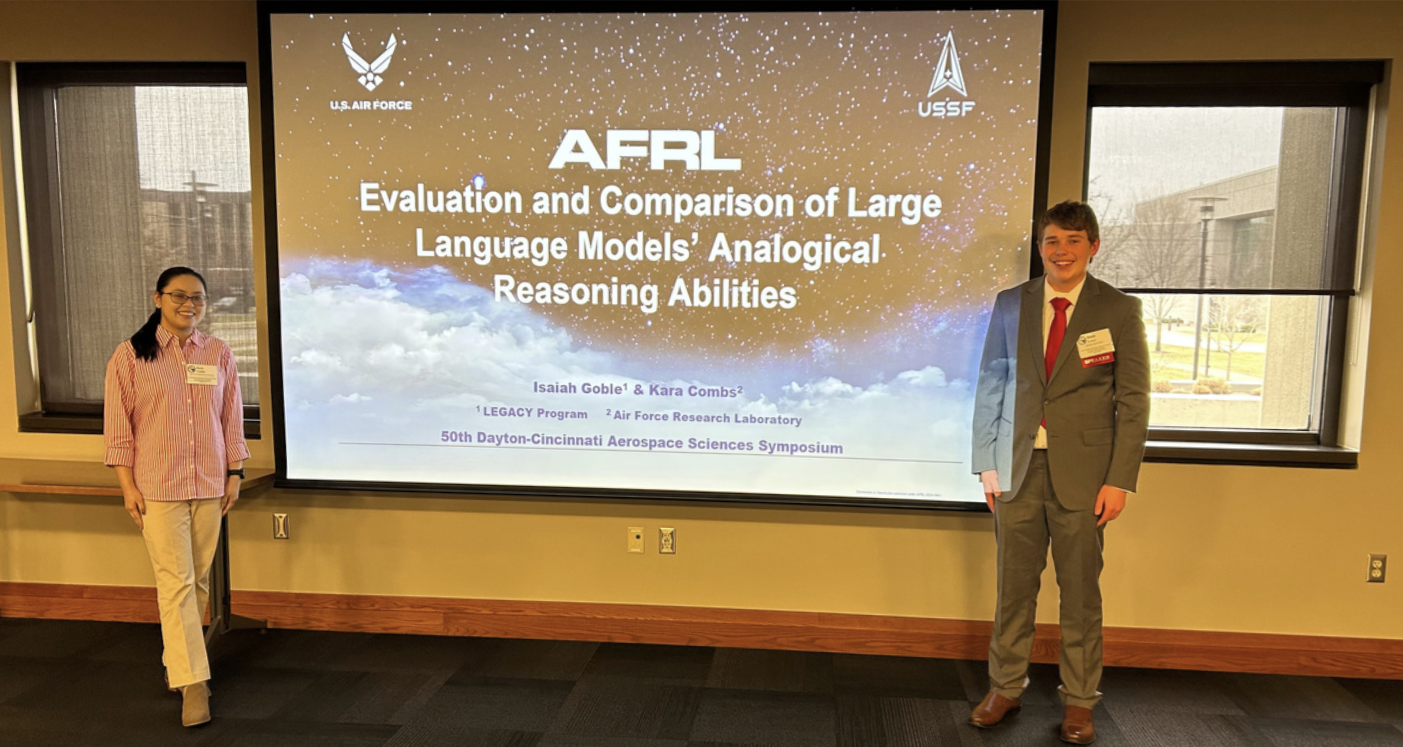 U.S. AIR FORCE
USSF
AFRL
Evaluation and Comparison of Large
Language Models’ Analogical
Reasoning Abilities
Isaiah Goble¹ & Kara Combs²
¹ LEGACY Program ² Air Force Research Laboratory
50th Dayton-Cincinnati Aerospace Sciences Symposium
SPEAKER